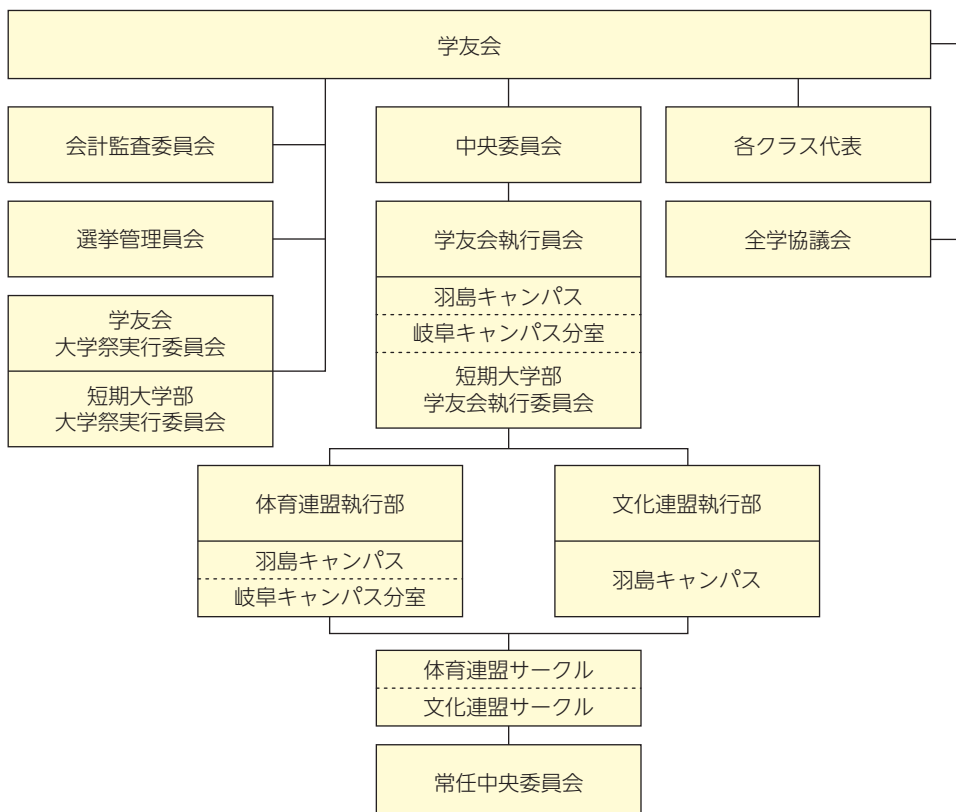 学友会
会計監査委員会
中央委員会
各クラス代表
選挙管理員会
学友会執行員会
全学協議会
羽島キャンパス
岐阜キャンパス分室
短期大学部
学友会執行委員会
学友会
大学祭実行委員会
短期大学部
大学祭実行委員会
体育連盟執行部
文化連盟執行部
羽島キャンパス
岐阜キャンパス分室
羽島キャンパス
体育連盟サークル
文化連盟サークル
常任中央委員会